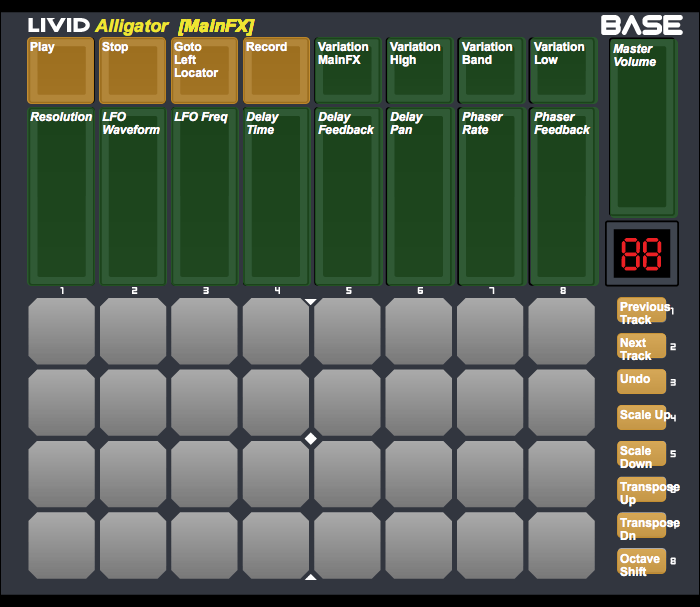 LIVID Alligator [MainFX] BASE
Play Stop Goto Left Locator Record Variation MainFX Variation High Variation Band Variation Low Master Volume
Resolution LFO Waveform LFO Freq Delay Time Delay Feedback Delay Pan Phaser Rate Phaser Feedback
88
1 2 3 4 5 6 7 8
Previous Track 1
Next Track 2
Undo 3
Scale Up 4
Scale Down 5
Transpose Up 6
Transpose Dn 7
Octave Shift 8